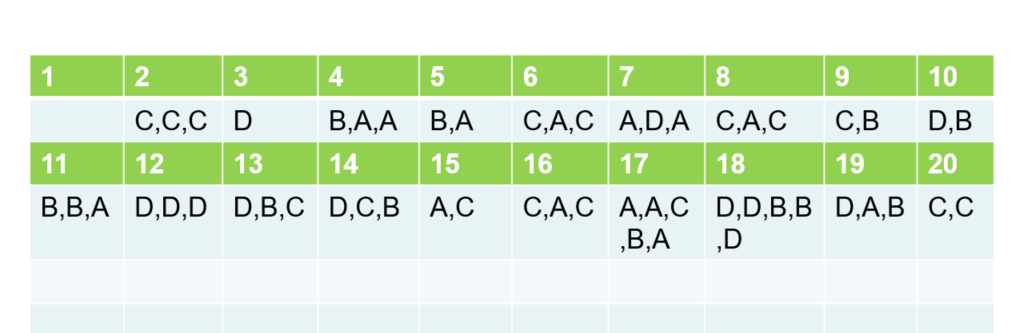 1 2 3 4 5 6 7 8 9 10
C,C,C D B,A,A B,A C,A,C A,D,A C,A,C C,B D,B
11 12 13 14 15 16 17 18 19 20
B,B,A D,D,D D,B,C D,C,B A,C C,A,C A,A,C D,D,B,B D,A,B C,C
,B,A ,D